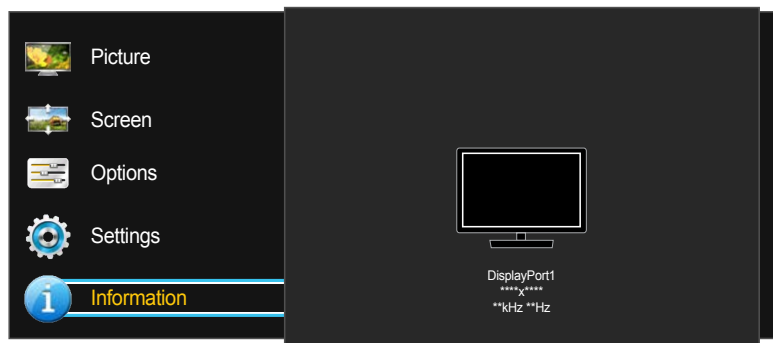 Picture
Screen
Options
Settings
Information
DisplayPort1
****x****
**kHz **Hz